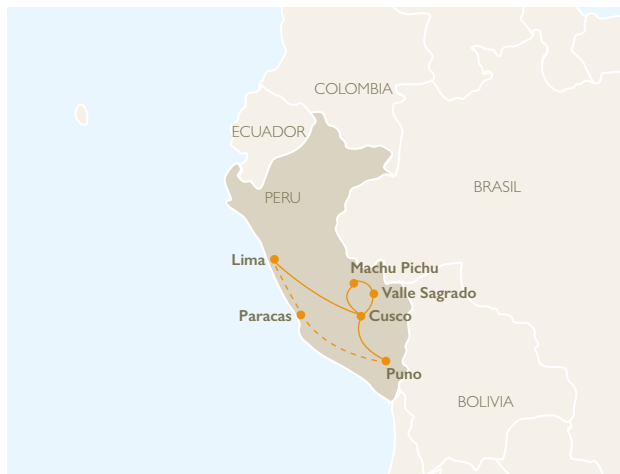 COLOMBIA
ECUADOR
BRASIL
PERU
Lima
Machu Pichu
Valle Sagrado
Paracas
Cusco
Puno
BOLIVIA